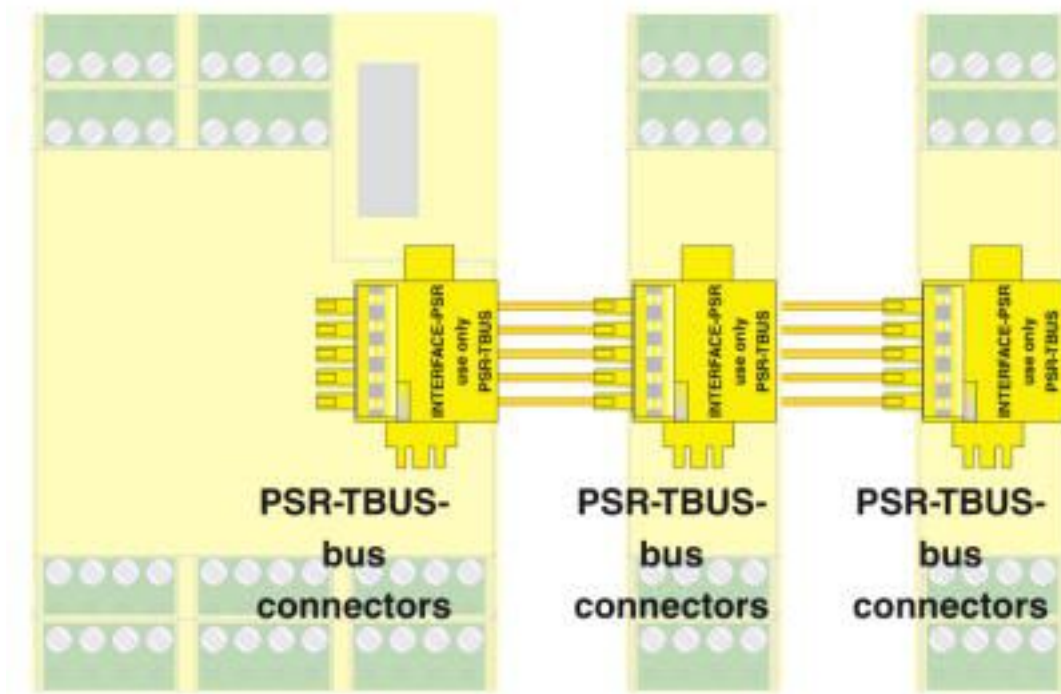 INTERFACE-PSR
use only
PSR-TBUS
INTERFACE-PSR
use only
PSR-TBUS
INTERFACE-PSR
use only
PSR-TBUS
PSR-TBUS-
bus
connectors
PSR-TBUS-
bus
connectors
PSR-TBUS-
bus
connectors